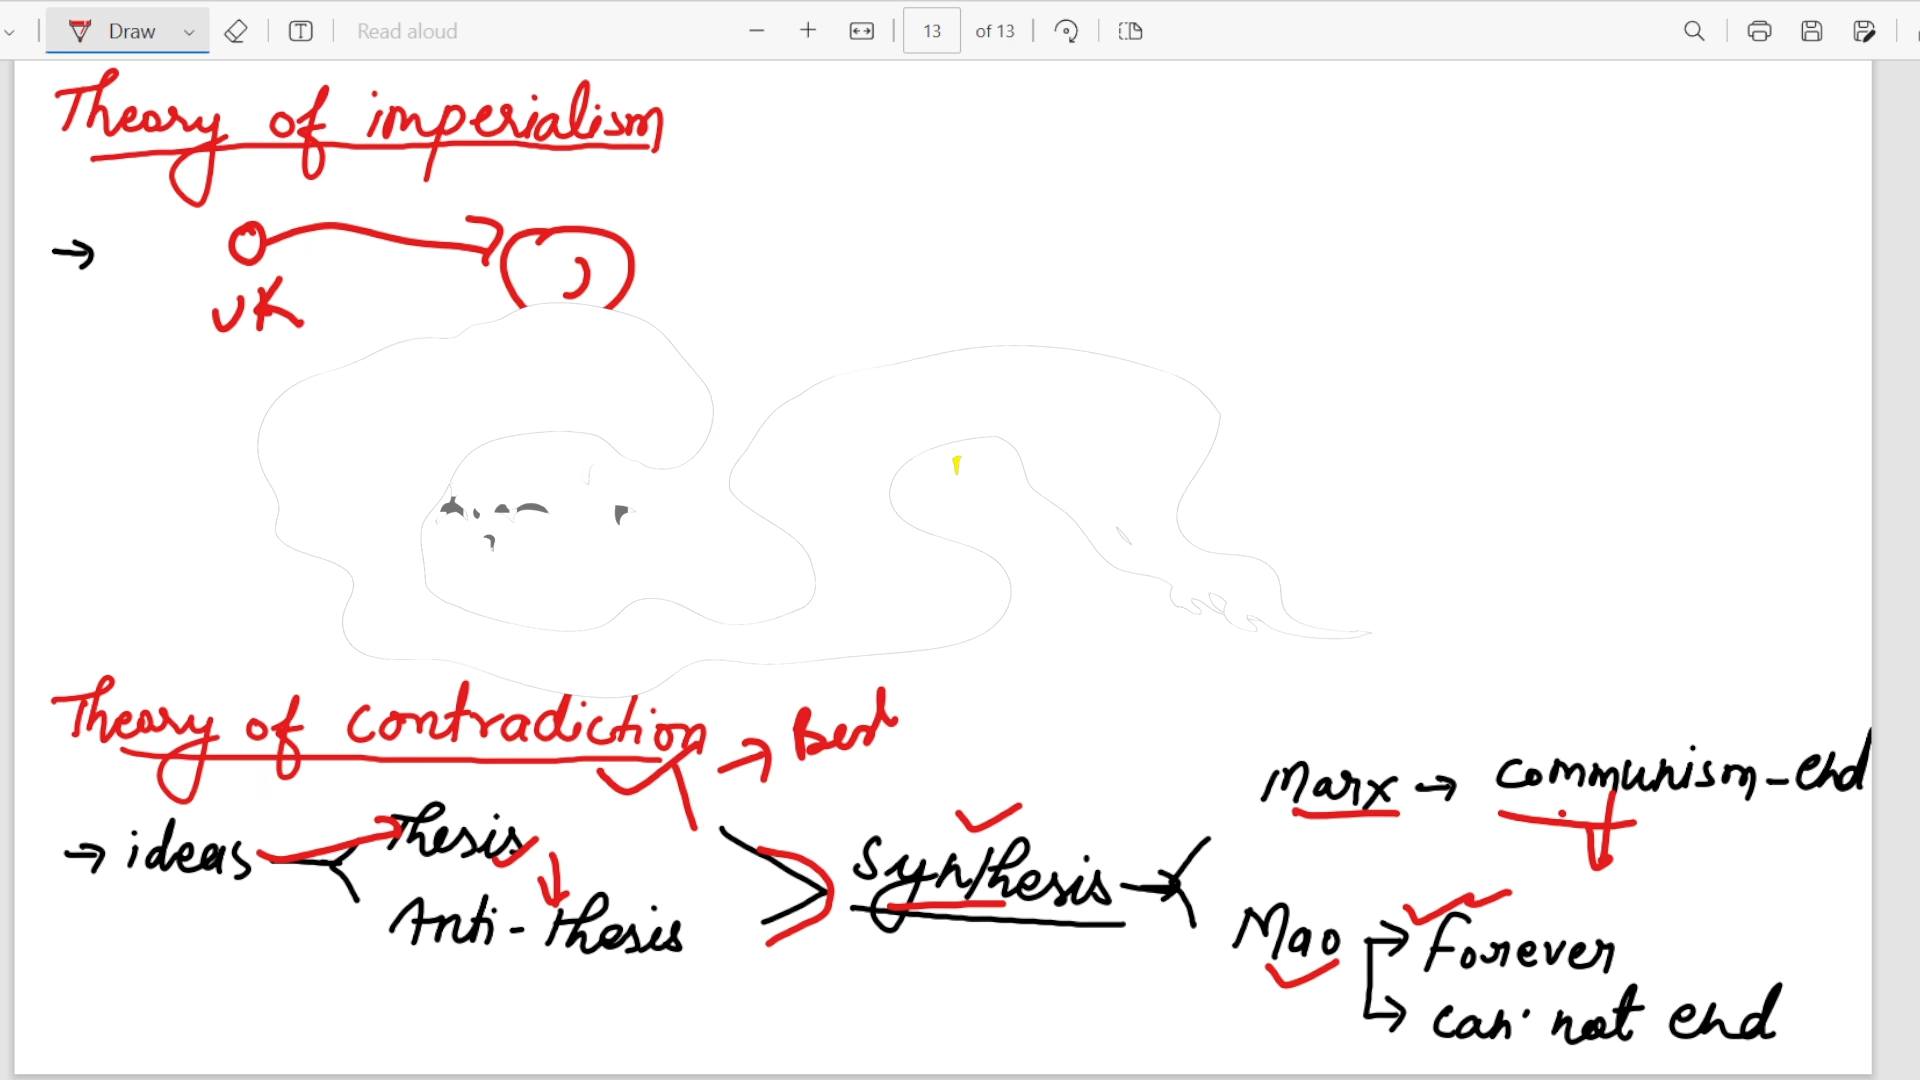 Draw
Read aloud
13 of 13
Theory of imperialism
→ UK
Theory of contradiction → Best
→ ideas
Thesis
Anti-thesis
Synthesis
Marx → communism-end
Mao → Forever
→ can not end